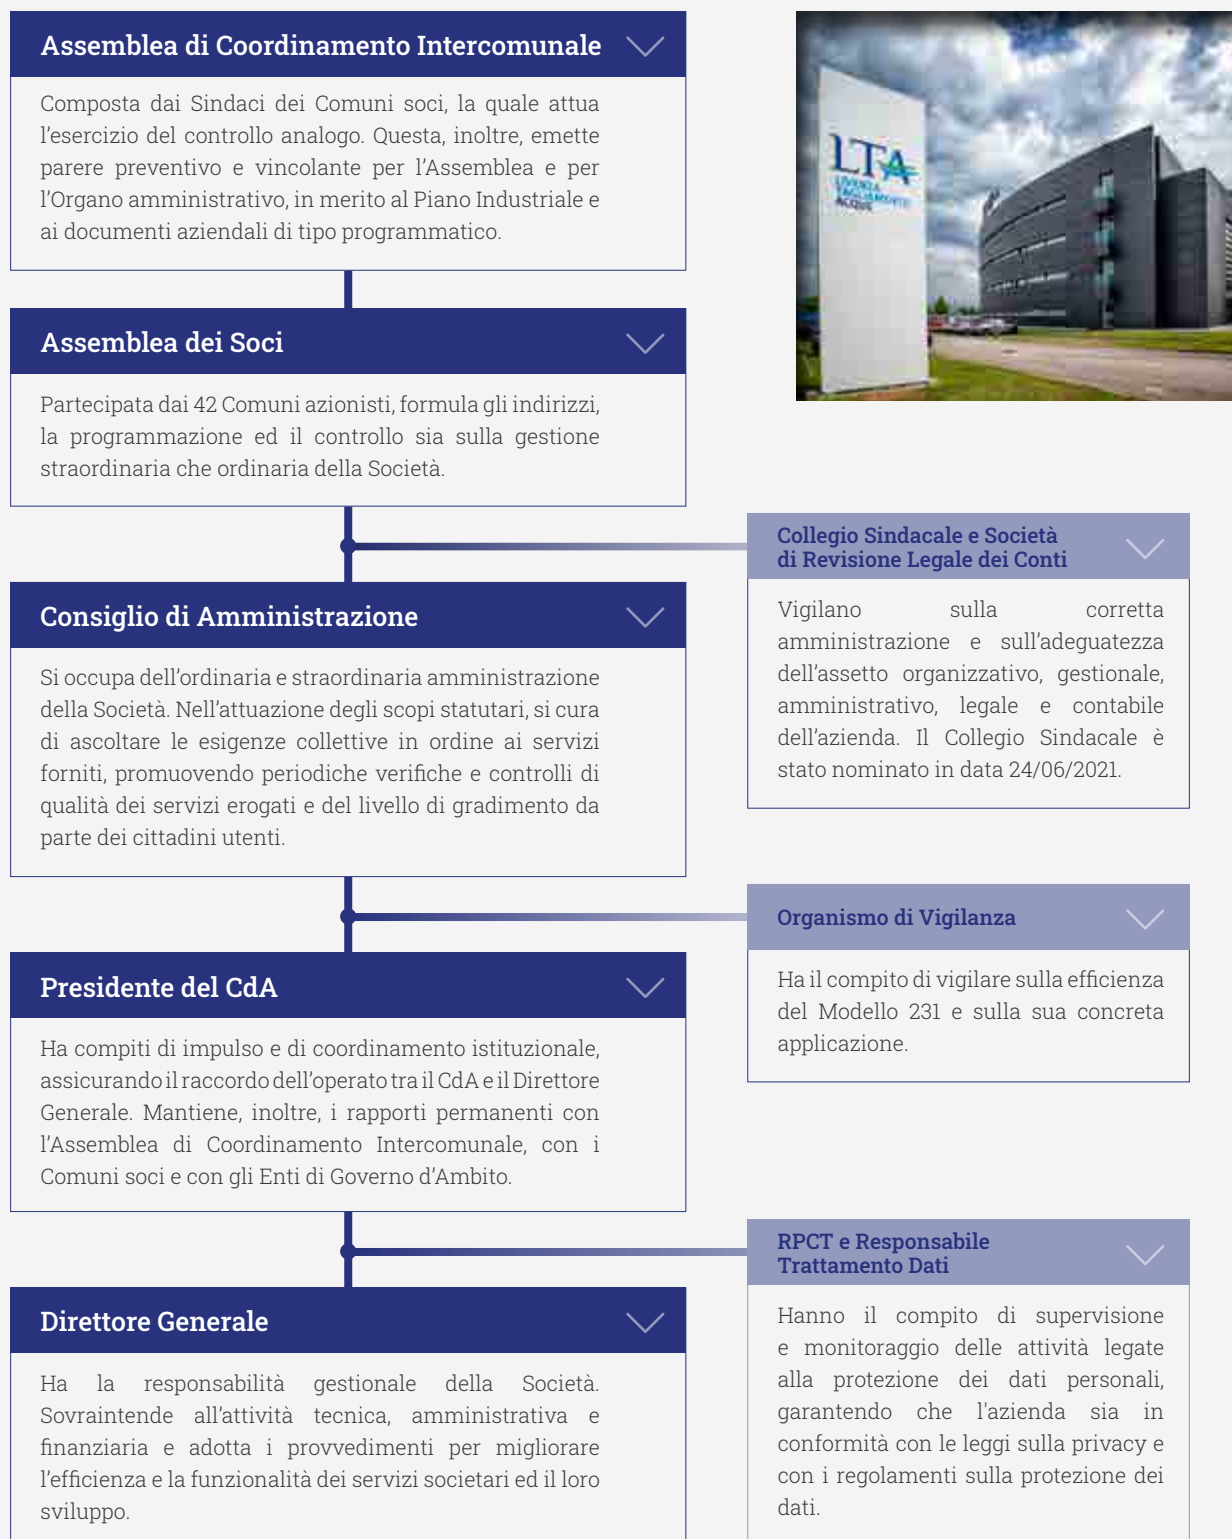 Assemblea di Coordinamento Intercomunale
Composta dai Sindaci dei Comuni soci, la quale attua
l'esercizio del controllo analogo. Questa, inoltre, emette
parere preventivo e vincolante per l'Assemblea e per
l'Organo amministrativo, in merito al Piano Industriale e
ai documenti aziendali di tipo programmatico.
LTA
LIVENZA
TAGLIAMENTO
ACQUE
Assemblea dei Soci
Partecipata dai 42 Comuni azionisti, formula gli indirizzi,
la programmazione ed il controllo sia sulla gestione
straordinaria che ordinaria della Società.
Collegio Sindacale e Società
di Revisione Legale dei Conti
Vigilano sulla corretta
amministrazione e sull'adeguatezza
dell'assetto organizzativo, gestionale,
amministrativo, legale e contabile
dell'azienda. Il Collegio Sindacale è
stato nominato in data 24/06/2021.
Consiglio di Amministrazione
Si occupa dell'ordinaria e straordinaria amministrazione
della Società. Nell'attuazione degli scopi statutari, si cura
di ascoltare le esigenze collettive in ordine ai servizi
forniti, promuovendo periodiche verifiche e controlli di
qualità dei servizi erogati e del livello di gradimento da
parte dei cittadini utenti.
Organismo di Vigilanza
Ha il compito di vigilare sulla efficienza
del Modello 231 e sulla sua concreta
applicazione.
Presidente del CdA
Ha compiti di impulso e di coordinamento istituzionale,
assicurando il raccordo dell'operato tra il CdA e il Direttore
Generale. Mantiene, inoltre, i rapporti permanenti con
l'Assemblea di Coordinamento Intercomunale, con i
Comuni soci e con gli Enti di Governo d'Ambito.
RPCT e Responsabile
Trattamento Dati
Hanno il compito di supervisione
e monitoraggio delle attività legate
alla protezione dei dati personali,
garantendo che l'azienda sia in
conformità con le leggi sulla privacy e
con i regolamenti sulla protezione dei
dati.
Direttore Generale
Ha la responsabilità gestionale della Società.
Sovraintende all'attività tecnica, amministrativa e
finanziaria e adotta i provvedimenti per migliorare
l'efficienza e la funzionalità dei servizi societari ed il loro
sviluppo.